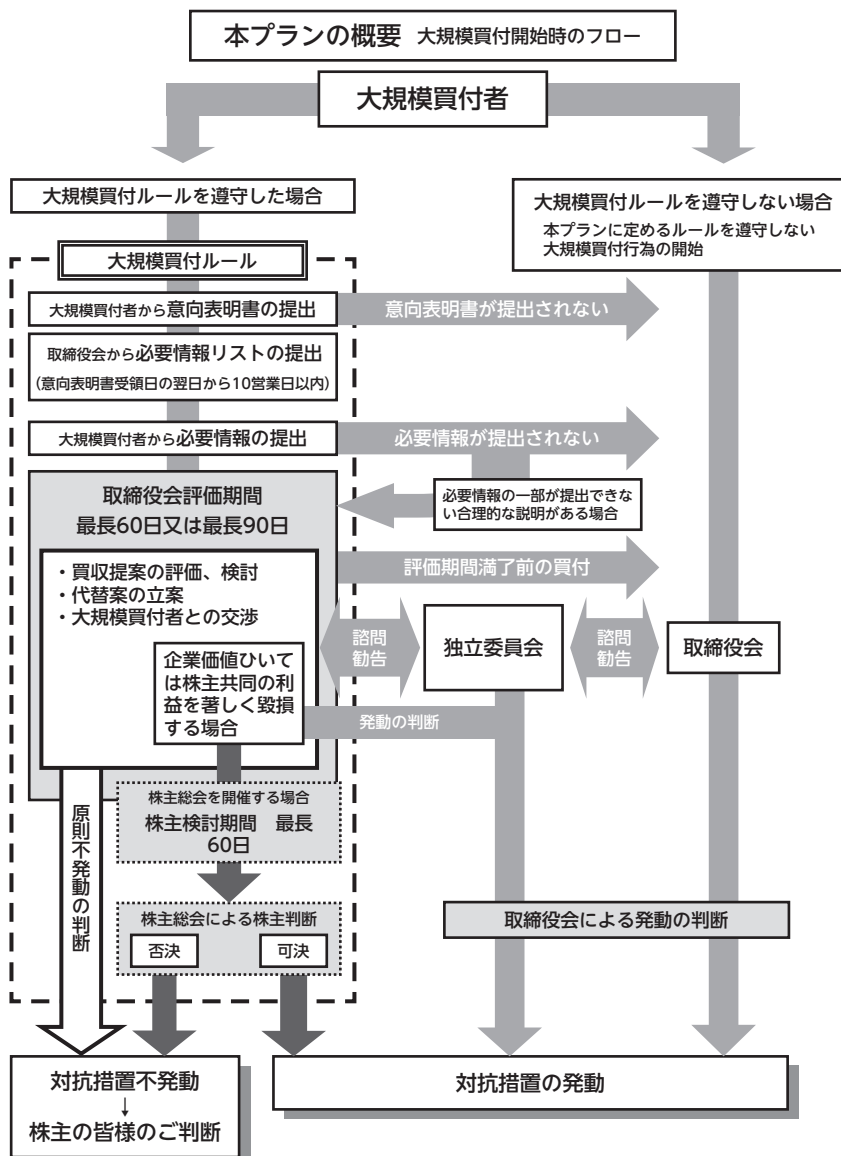 本プランの概要 大規模買付開始時のフロー
大規模買付者
大規模買付ルールを遵守した場合
大規模買付ルールを遵守しない場合
本プランに定めるルールを遵守しない
大規模買付行為の開始
大規模買付ルール
大規模買付者から意向表明書の提出
意向表明書が提出されない
取締役会から必要情報リストの提出
(意向表明書受領日の翌日から10営業日以内)
大規模買付者から必要情報の提出
必要情報が提出されない
必要情報の一部が提出できな
い合理的な説明がある場合
取締役会評価期間
最長60日又は最長90日
・買収提案の評価、検討
・代替案の立案
・大規模買付者との交渉
評価期間満了前の買付
諮問
勧告
独立委員会
諮問
勧告
取締役会
企業価値ひいて
は株主共同の利
益を著しく毀損
する場合
発動の判断
原則不発動の判断
株主総会を開催する場合
株主検討期間 最長
60日
株主総会による株主判断
否決
可決
取締役会による発動の判断
対抗措置不発動
↓
株主の皆様のご判断
対抗措置の発動